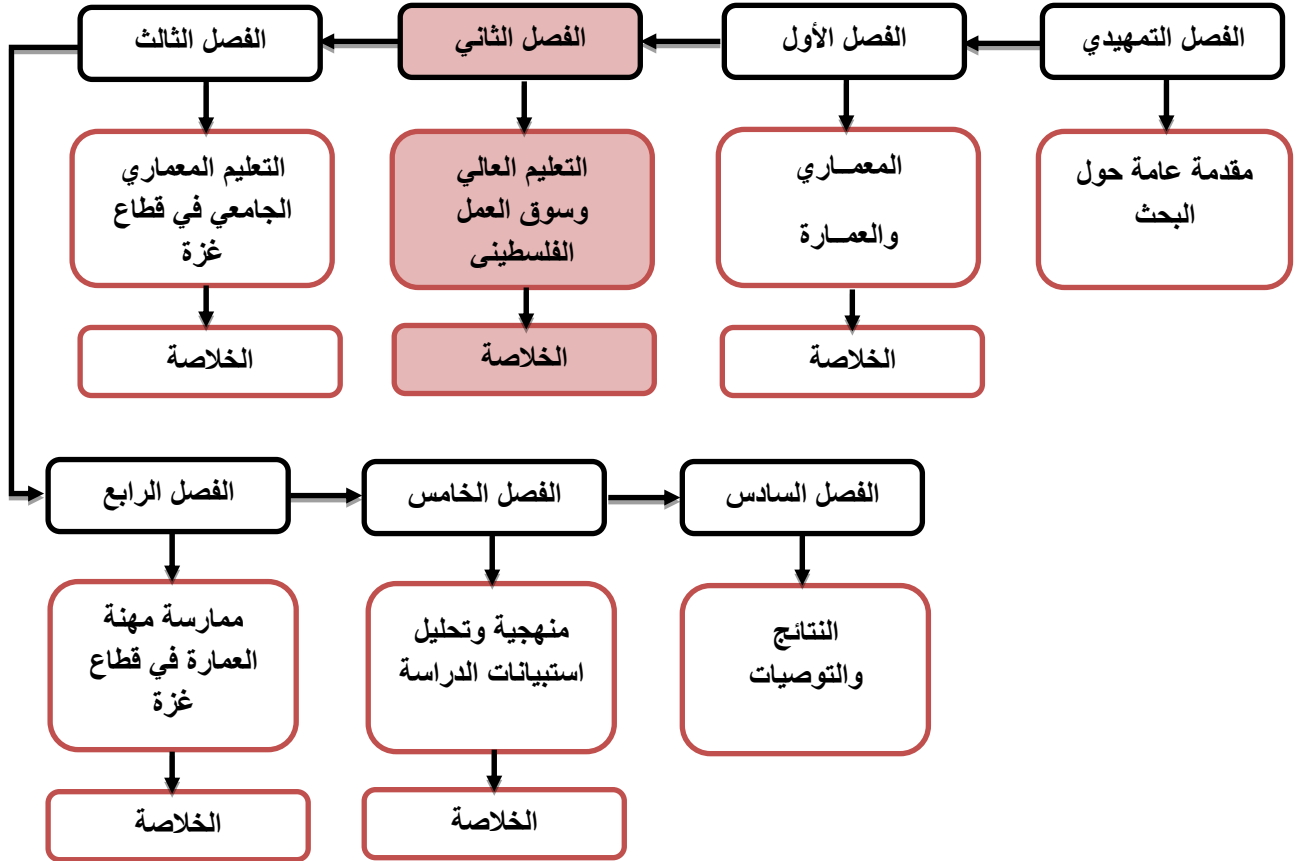 الفصل التمهيدي
الفصل الأول
الفصل الثاني
الفصل الثالث
مقدمة عامة حول
البحث
المعمــاري
والعمــارة
التعليم العالي
وسوق العمل
الفلسطينى
التعليم المعماري
الجامعي في قطاع
غزة
الخلاصة
الخلاصة
الخلاصة
الفصل الرابع
الفصل الخامس
الفصل السادس
ممارسة مهنة
العمارة في قطاع
غزة
منهجية وتحليل
استبيانات الدراسة
النتائج
والتوصيات
الخلاصة
الخلاصة